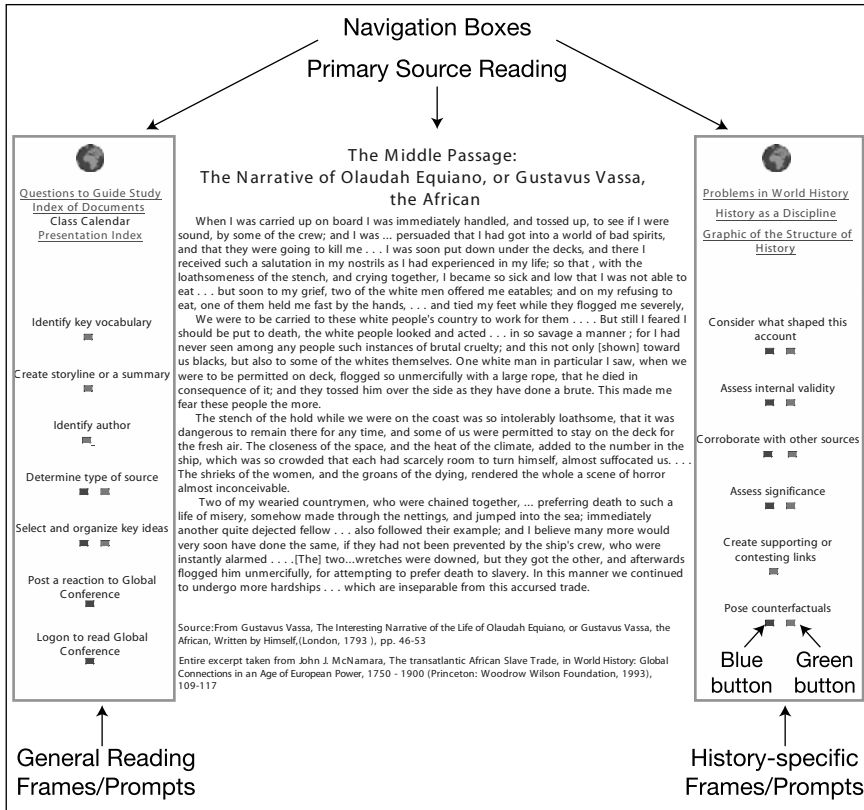 Navigation Boxes
Primary Source Reading
Questions to Guide Study
Index of Documents
Class Calendar
Presentation Index
Identify key vocabulary
Create storyline or a summary
Identify author
Determine type of source
Select and organize key ideas
Post a reaction to Global
Conference
Logon to read Global
Conference
The Middle Passage:
The Narrative of Olaudah Equiano, or Gustavus Vassa,
the African
When I was carried up on board I was immediately handled, and tossed up, to see if I were
sound, by some of the crew; and I was ... persuaded that I had got into a world of bad spirits,
and that they were going to kill me . . . I was soon put down under the decks, and there I
received such a salutation in my nostrils as I had experienced in my life; so that , with the
loathsomeness of the stench, and crying together, I became so sick and low that I was not able to
eat . . . but soon to my grief, two of the white men offered me eatables; and on my refusing to
eat, one of them held me fast by the hands, . . . and tied my feet while they flogged me severely,
We were to be carried to these white people's country to work for them . . . . But still I feared I
should be put to death, the white people looked and acted . . . in so savage a manner ; for I had
never seen among any people such instances of brutal cruelty; and this not only [shown] toward
us blacks, but also to some of the whites themselves. One white man in particular I saw, when we
were to be permitted on deck, flogged so unmercifully with a large rope, that he died in
consequence of it; and they tossed him over the side as they have done a brute. This made me
fear these people the more.
The stench of the hold while we were on the coast was so intolerably loathsome, that it was
dangerous to remain there for any time, and some of us were permitted to stay on the deck for
the fresh air. The closeness of the space, and the heat of the climate, added to the number in the
ship, which was so crowded that each had scarcely room to turn himself, almost suffocated us. . . .
The shrieks of the women, and the groans of the dying, rendered the whole a scene of horror
almost inconceivable.
Two of my wearied countrymen, who were chained together, ... preferring death to such a
life of misery, somehow made through the nettings, and jumped into the sea; immediately
another quite dejected fellow . . . also followed their example; and I believe many more would
very soon have done the same, if they had not been prevented by the ship's crew, who were
instantly alarmed . . . .[The] two...wretches were downed, but they got the other, and afterwards
flogged him unmercifully, for attempting to prefer death to slavery. In this manner we continued
to undergo more hardships . . . which are inseparable from this accursed trade.
Source:From Gustavus Vassa, The Interesting Narrative of the Life of Olaudah Equiano, or Gustavus Vassa, the
African, Written by Himself,(London, 1793 ), pp. 46-53
Entire excerpt taken from John J. McNamara, The transatlantic African Slave Trade, in World History: Global
Connections in an Age of European Power, 1750 - 1900 (Princeton: Woodrow Wilson Foundation, 1993),
109-117
Problems in World History
History as a Discipline
Graphic of the Structure of
History
Consider what shaped this
account
Assess internal validity
Corroborate with other sources
Assess significance
Create supporting or
contesting links
Pose counterfactuals
Blue
button
Green
button
General Reading
Frames/Prompts
History-specific
Frames/Prompts